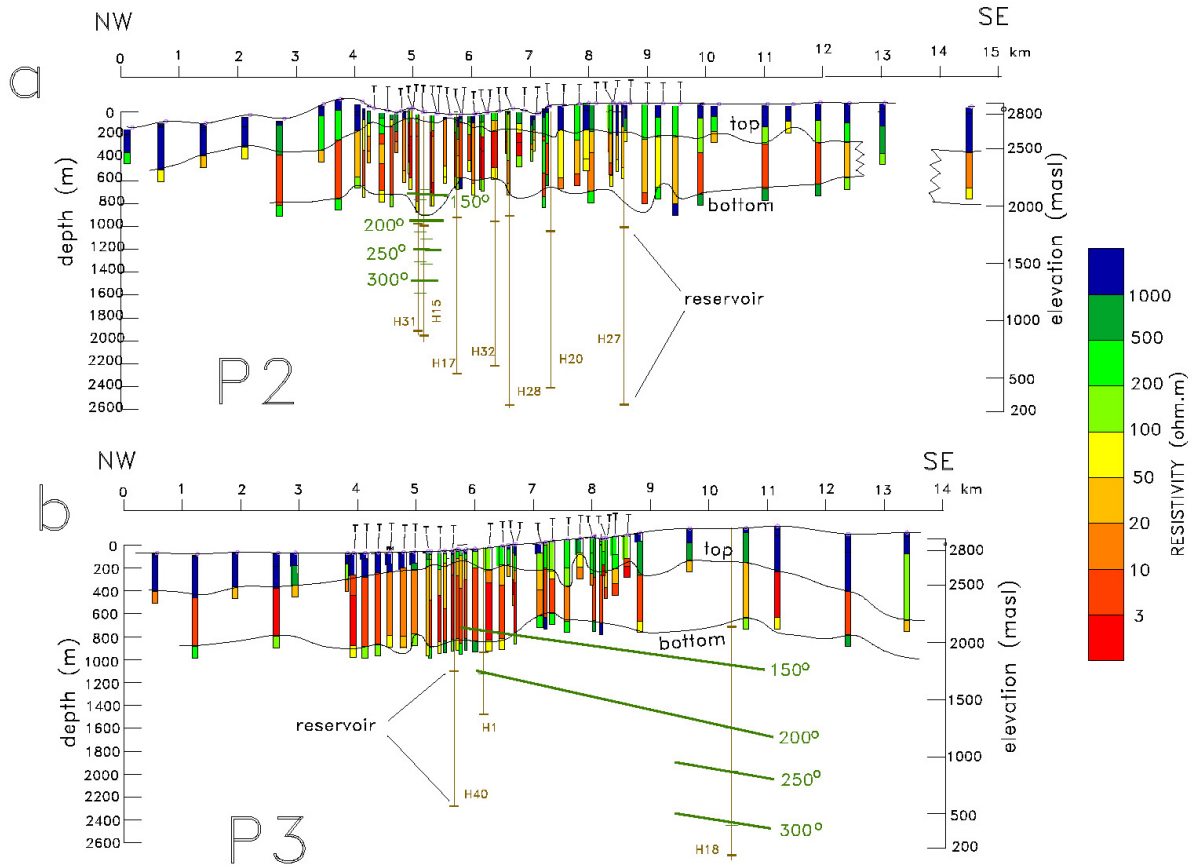 NW SE
0 1 2 3 4 5 6 7 8 9 10 11 12 13 14 15 km
a
0
200
400
600
800
1000
1200
1400
1600
1800
2000
2200
2400
2600
depth (m)
top
bottom
150°
200°
250°
300°
H31
H15
H17
H32
H28
H20
H27
reservoir
P2
2800
2500
2000
1500
1000
500
200
elevation (masl)
1000
500
200
100
50
20
10
3
RESISTIVITY (ohm.m)
NW SE
0 1 2 3 4 5 6 7 8 9 10 11 12 13 14 km
b
0
200
400
600
800
1000
1200
1400
1600
1800
2000
2200
2400
2600
depth (m)
top
bottom
150°
200°
250°
300°
reservoir
H1
H40
H18
P3
2800
2500
2000
1500
1000
500
200
elevation (masl)